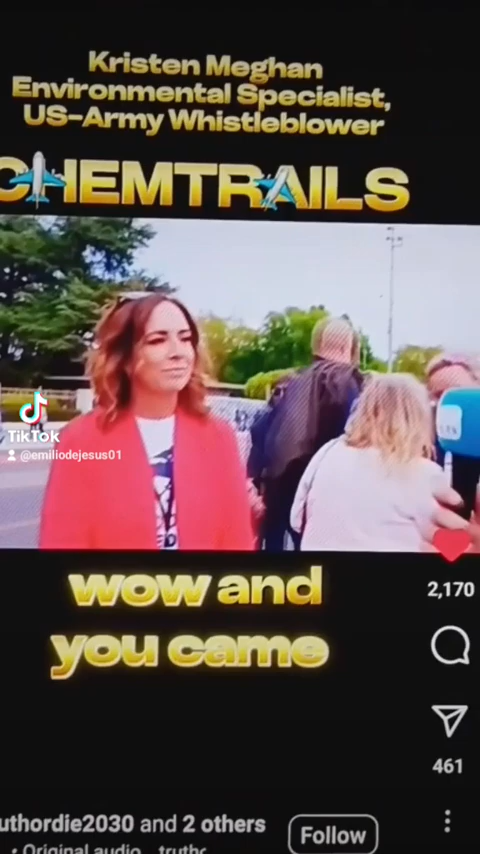 Kristen Meghan
Environmental Specialist,
US-Army Whistleblower
CHEMTRAILS
TikTok
@emiliodejesus01
wow and
you came
2,170
461
uthordie2030 and 2 others
Follow
• Original audio